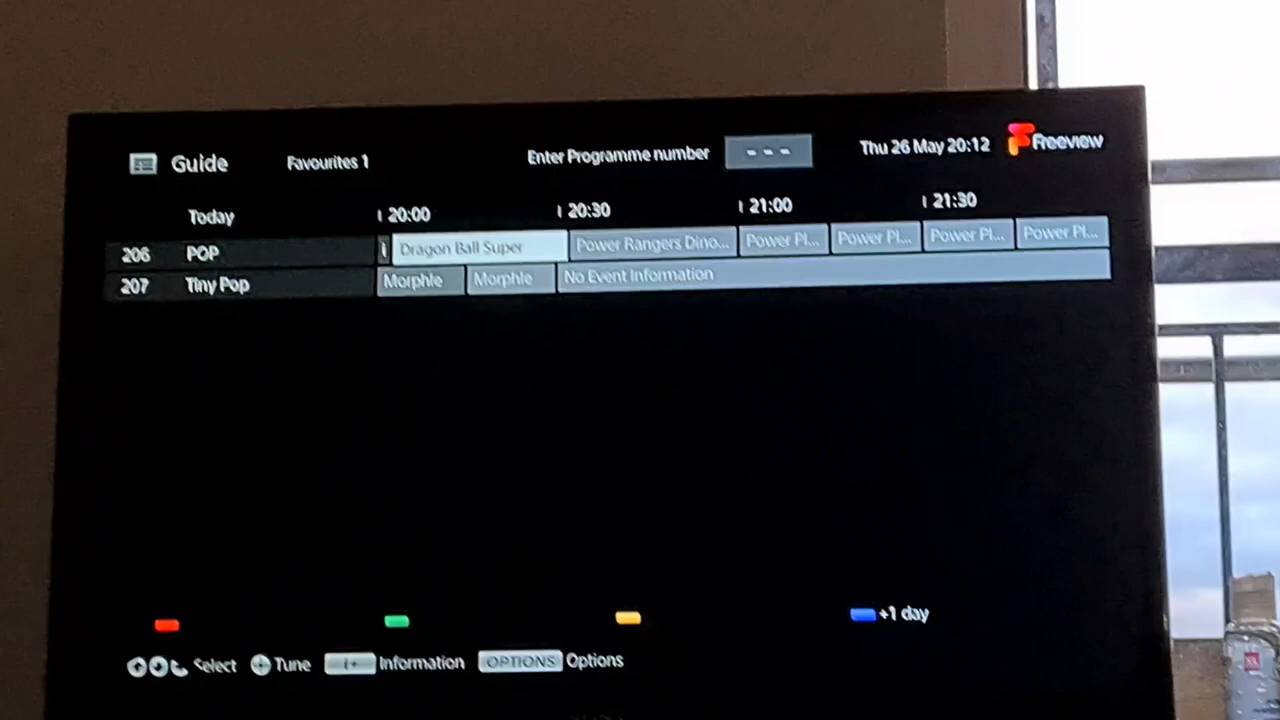 Guide Favourites 1 Enter Programme number - - - Thu 26 May 20:12 Freeview
Today 20:00 20:30 21:00 21:30
206 POP Dragon Ball Super Power Rangers Dino... Power Pl... Power Pl... Power Pl... Power Pl...
207 Tiny Pop Morphle Morphle No Event Information
+1 day
Select Tune i+ Information OPTIONS Options